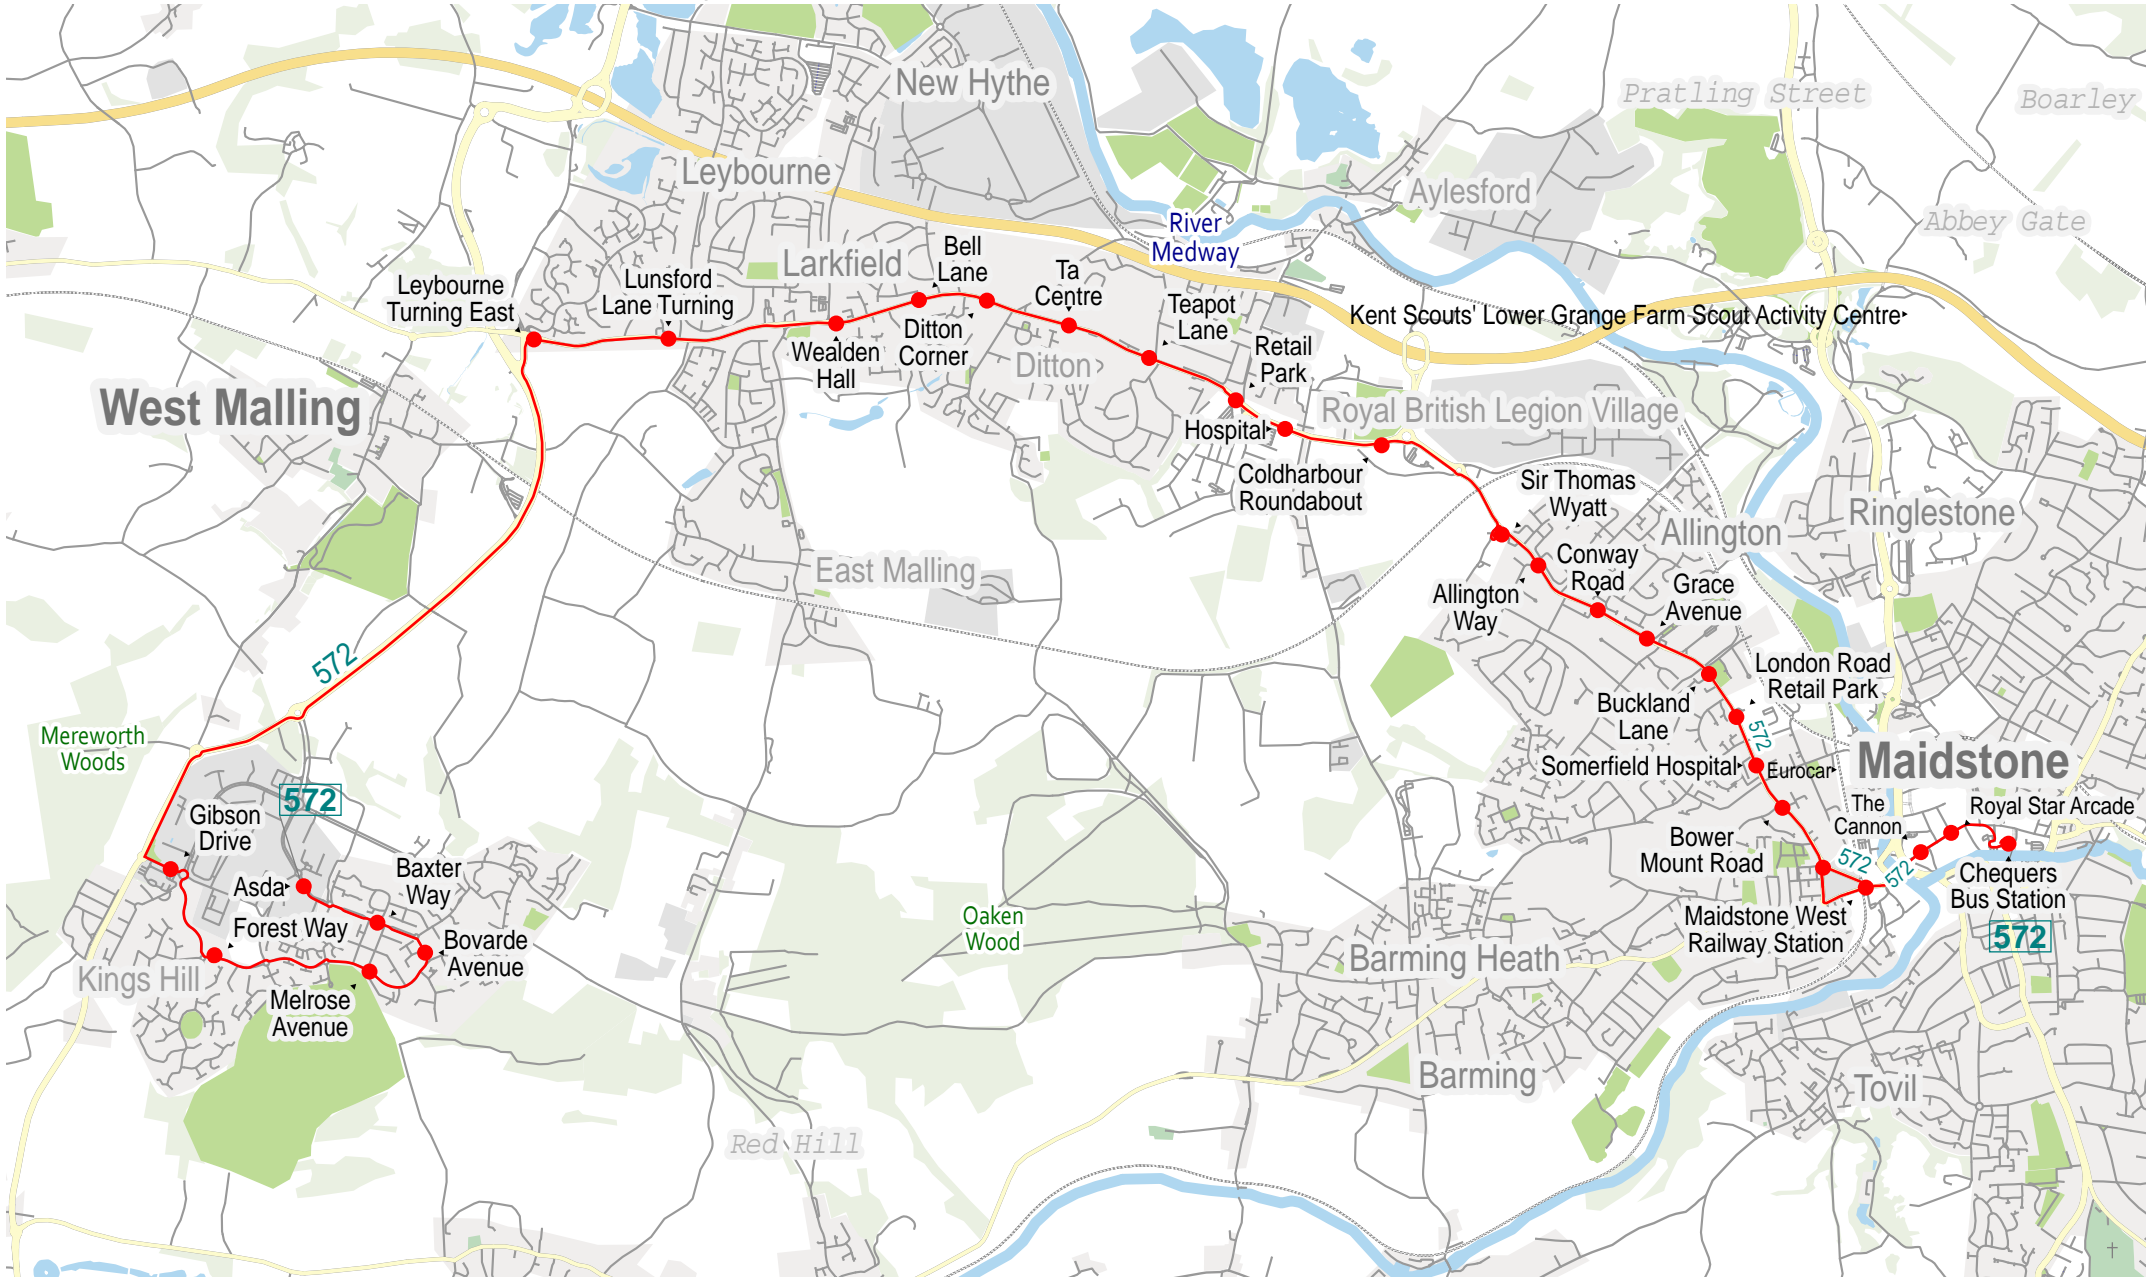 New Hythe
Pratling Street
Boarley
Leybourne
Aylesford
Abbey Gate
River
Medway
Bell
Lane
Larkfield
Ta
Centre
Leybourne
Turning East
Lunsford
Lane Turning
Teapot
Lane
Kent Scouts' Lower Grange Farm Scout Activity Centre
Ditton
Corner
Wealden
Hall
Ditton
Retail
Park
West Malling
Royal British Legion Village
Hospital
Coldharbour
Roundabout
Sir Thomas
Wyatt
Ringlestone
Allington
East Malling
Conway
Road
Grace
Avenue
Allington
Way
572
London Road
Retail Park
Buckland
Lane
572
Mereworth
Woods
Somerfield Hospital
Eurocar
Maidstone
572
Gibson
Drive
The
Cannon
Royal Star Arcade
Bower
Mount Road
572
572
Chequers
Bus Station
Asda
Baxter
Way
Forest Way
Oaken
Wood
Maidstone West
Railway Station
572
Bovarde
Avenue
Kings Hill
Barming Heath
Melrose
Avenue
Barming
Tovil
Red Hill